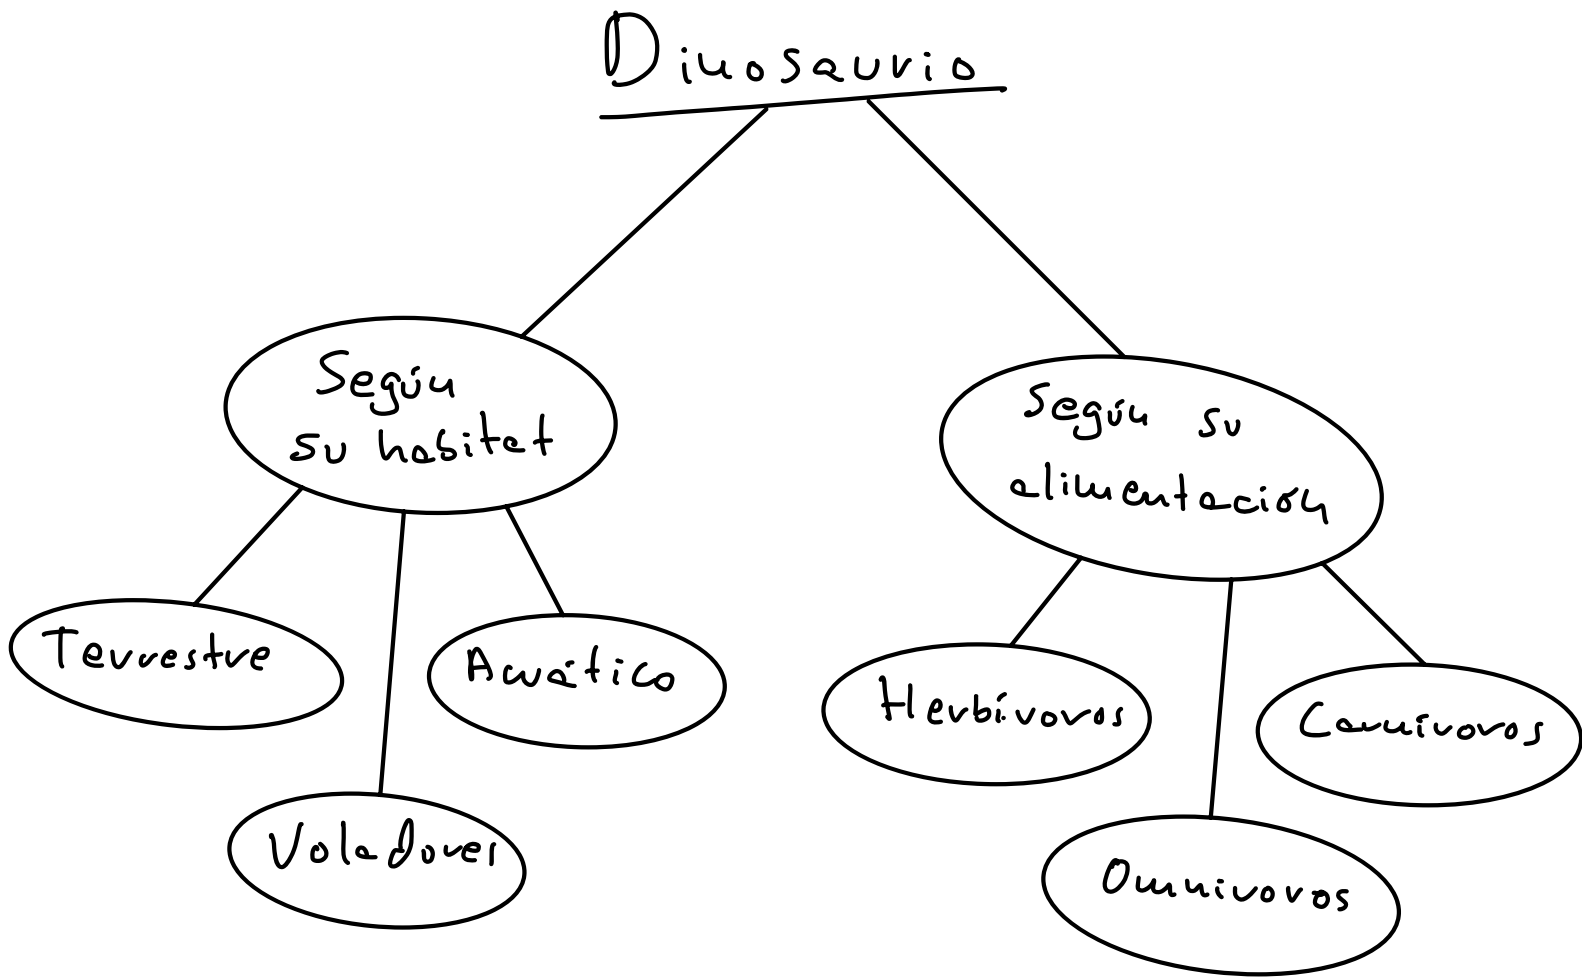 Dinosaurio
Según
su habitat
Según su
alimentación
Terrestre
Acuático
Herbívoros
Carnívoros
Voladores
Omnivoros